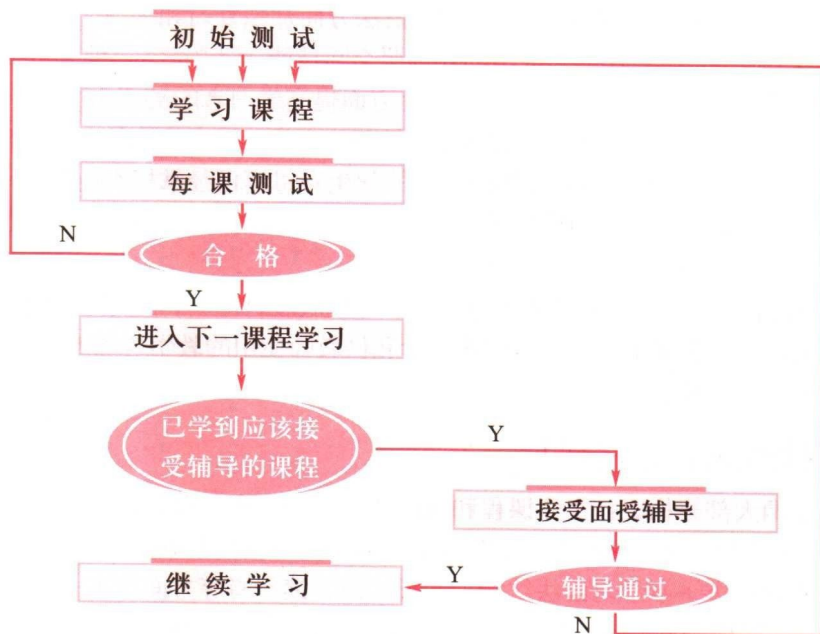 初始测试
学习课程
每课测试
N
合格
Y
进入下一课程学习
已学到应该接
受辅导的课程
Y
接受面授辅导
继续学习
Y
辅导通过
N